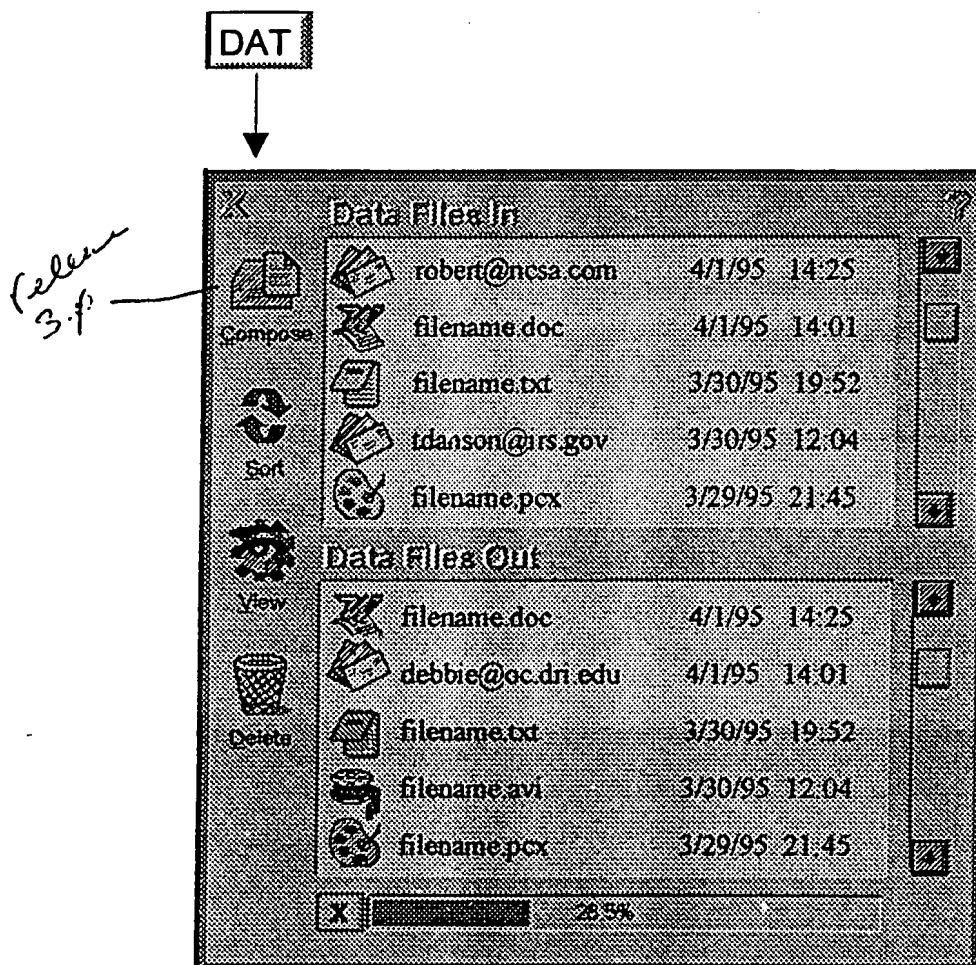 DAT
Data Files In
robert@ncsa.com 4/1/95 14:25
Compose
filename.doc 4/1/95 14:01
filename.txt 3/30/95 19:52
Sort
tdanson@irs.gov 3/30/95 12:04
filename.pcx 3/29/95 21:45
Data Files Out
View
filename.doc 4/1/95 14:25
debbie@oc.dri.edu 4/1/95 14:01
Delete
filename.txt 3/30/95 19:52
filename.avi 3/30/95 12:04
filename.pcx 3/29/95 21:45
X 28.5%